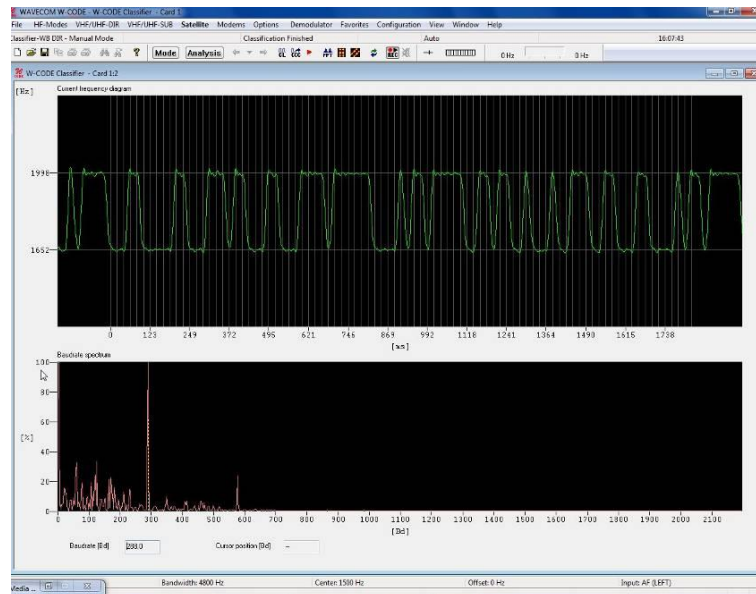 WAVECOM W-CODE - W-CODE Classifier - Card 1
File HF-Modes VHF/UHF-DIR VHF/UHF-SUB Satellite Modems Options Demodulator Favorites Configuration View Window Help
Classifier-WB DIR - Manual Mode Classification Finished Auto 16:07:43
Mode Analysis REC 0 Hz 0 Hz
W-CODE Classifier - Card 1:2
[Hz] Current frequency diagram
1998
1652
0 123 249 372 495 621 746 869 992 1118 1241 1364 1490 1615 1738
[ms]
Baudrate spectrum
100
80
60
[%]
40
20
0
0 100 200 300 400 500 600 700 800 900 1000 1100 1200 1300 1400 1500 1600 1700 1800 1900 2000 2100
[Bd]
Baudrate [Bd] 288.0 Cursor position [Bd] --
Media ... Bandwidth: 4800 Hz Center: 1500 Hz Offset: 0 Hz Input: AF (LEFT)